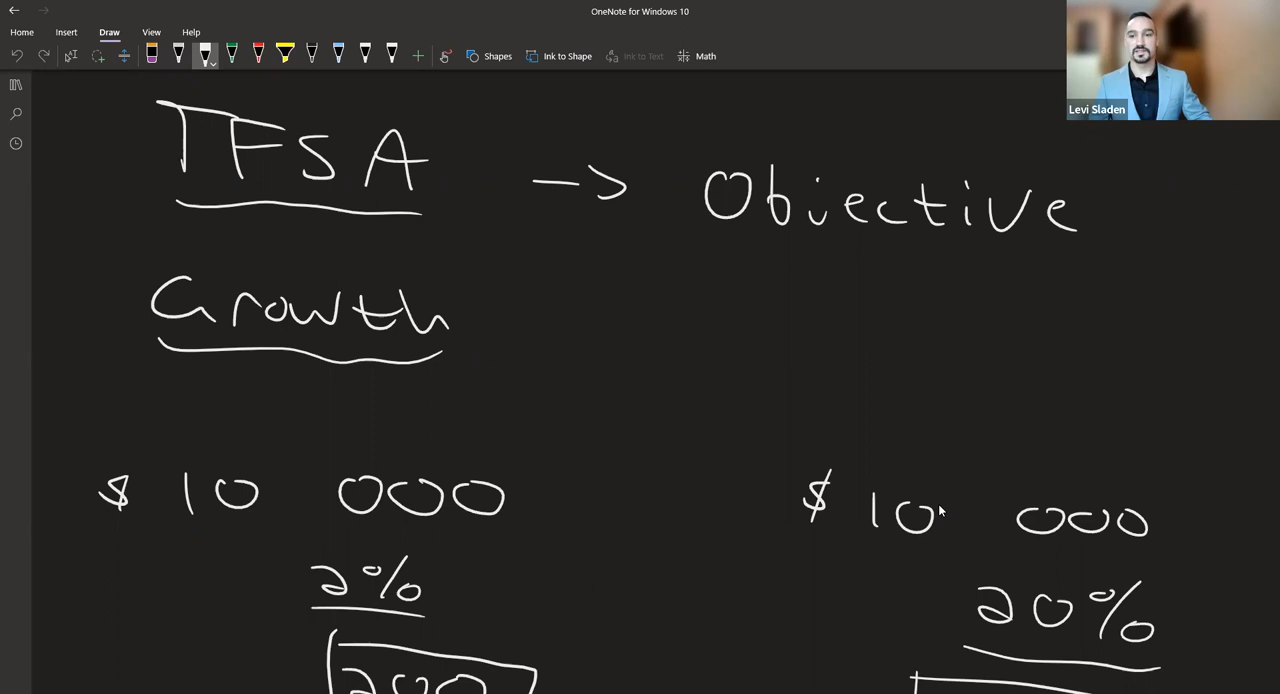 OneNote for Windows 10
Home Insert Draw View Help
Shapes Ink to Shape Ink to Text Math
Levi Sladen
TFSA -> Objective
Growth
$ 10 000 $ 10 000
2% 20%
200